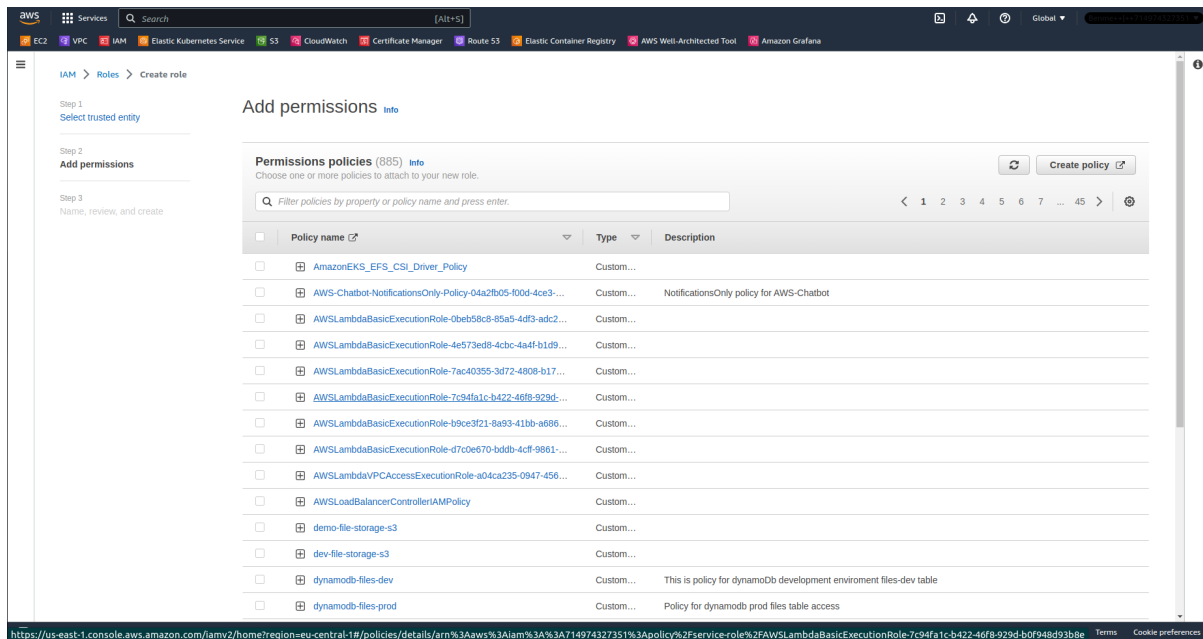 aws Services Search [Alt+S] Global
EC2 VPC IAM Elastic Kubernetes Service S3 CloudWatch Certificate Manager Route 53 Elastic Container Registry AWS Well-Architected Tool Amazon Grafana
IAM > Roles > Create role
Step 1
Select trusted entity
Step 2
Add permissions
Step 3
Name, review, and create
Add permissions Info
Permissions policies (885) Info
Choose one or more policies to attach to your new role.
Create policy
Filter policies by property or policy name and press enter.
1 2 3 4 5 6 7 ... 45
Policy name Type Description
AmazonEKS_EFS_CSI_Driver_Policy Custom...
AWS-Chatbot-NotificationsOnly-Policy-04a2fb05-f00d-4ce3-... Custom... NotificationsOnly policy for AWS-Chatbot
AWSLambdaBasicExecutionRole-0beb58c8-85a5-4df3-adc2... Custom...
AWSLambdaBasicExecutionRole-4e573ed8-4cbc-4a4f-b1d9... Custom...
AWSLambdaBasicExecutionRole-7ac40355-3d72-4808-b17... Custom...
AWSLambdaBasicExecutionRole-7c94fa1c-b422-46f8-929d-... Custom...
AWSLambdaBasicExecutionRole-b9ce3f21-8a93-41bb-a686... Custom...
AWSLambdaBasicExecutionRole-d7c0e670-bddb-4cff-9861-... Custom...
AWSLambdaVPCAccessExecutionRole-a04ca235-0947-456... Custom...
AWSLoadBalancerControllerIAMPolicy Custom...
demo-file-storage-s3 Custom...
dev-file-storage-s3 Custom...
dynamodb-files-dev Custom... This is policy for dynamoDb development enviroment files-dev table
dynamodb-files-prod Custom... Policy for dynamodb prod files table access
https://us-east-1.console.aws.amazon.com/iamv2/home?region=eu-central-1#/policies/details/arn%3Aaws%3Aiam%3A%3A714974327351%3Apolicy%2Fservice-role%2FAWSLambdaBasicExecutionRole-7c94fa1c-b422-46f8-929d-b0f948d93b8e Terms Cookie preferences